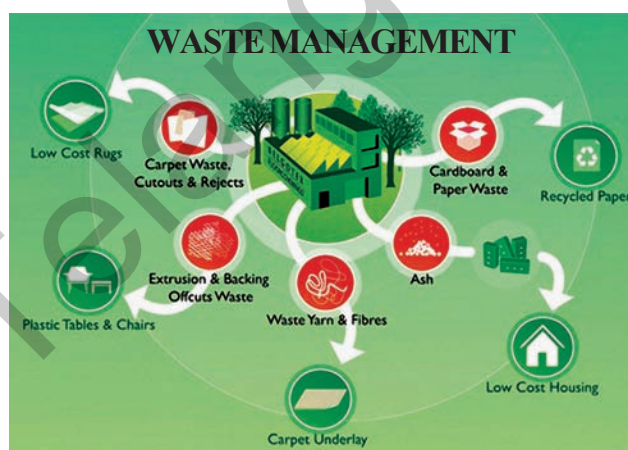 WASTE MANAGEMENT
Low Cost Rugs
Carpet Waste,
Cutouts & Rejects
Cardboard &
Paper Waste
Recycled Paper
Extrusion & Backing
Offcuts Waste
Ash
Plastic Tables & Chairs
Waste Yarn & Fibres
Low Cost Housing
Carpet Underlay